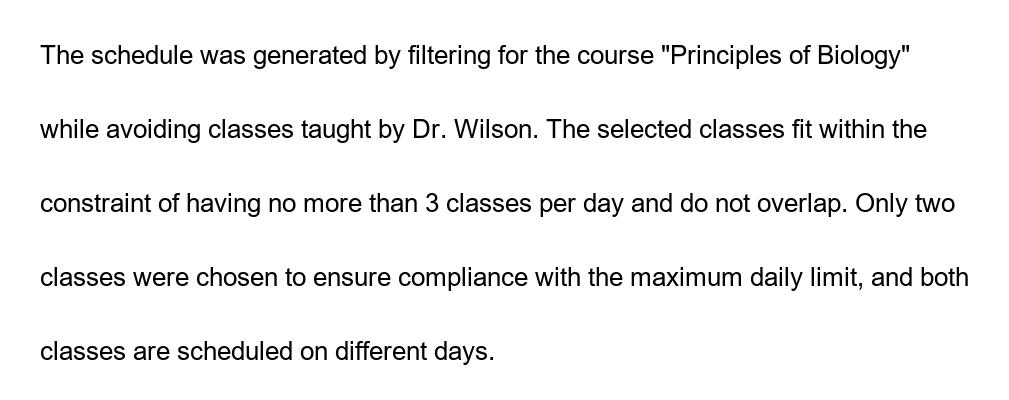 The schedule was generated by filtering for the course "Principles of Biology"
while avoiding classes taught by Dr. Wilson. The selected classes fit within the
constraint of having no more than 3 classes per day and do not overlap. Only two
classes were chosen to ensure compliance with the maximum daily limit, and both
classes are scheduled on different days.